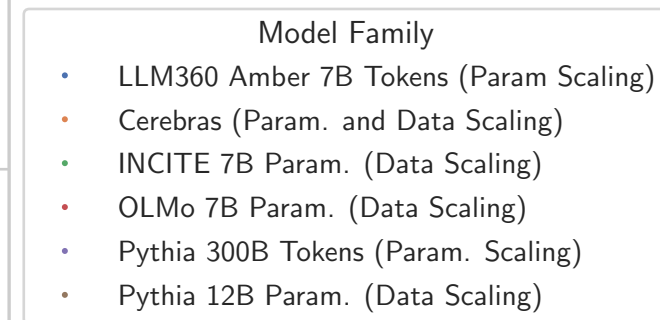 Model Family
LLM360 Amber 7B Tokens (Param Scaling)
Cerebras (Param. and Data Scaling)
INCITE 7B Param. (Data Scaling)
OLMo 7B Param. (Data Scaling)
Pythia 300B Tokens (Param. Scaling)
Pythia 12B Param. (Data Scaling)